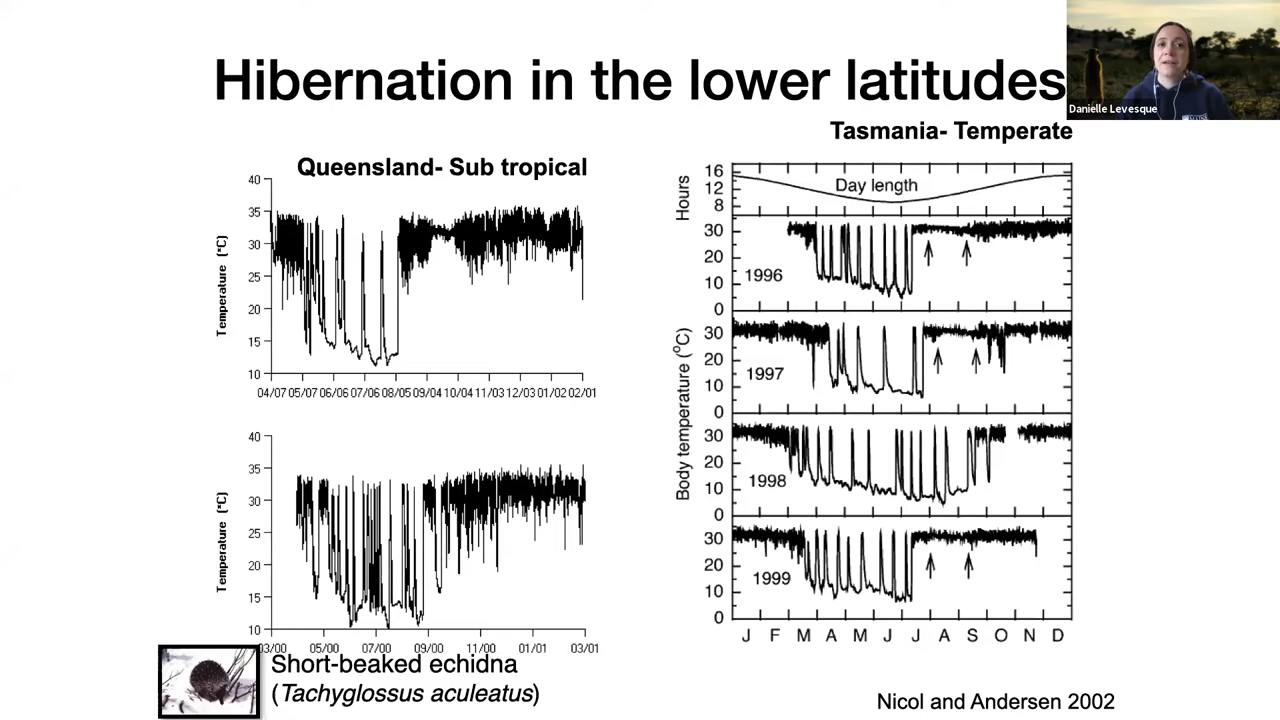 Hibernation in the lower latitudes
Danielle Levesque
Queensland- Sub tropical
40
35
30
25
20
15
10
Temperature (°C)
04/07 05/07 06/06 07/06 08/05 09/04 10/04 11/03 12/03 01/02 02/01
40
35
30
25
20
15
10
Temperature (°C)
03/00 05/00 07/00 09/00 11/00 01/01 03/01
Short-beaked echidna
(Tachyglossus aculeatus)
Tasmania- Temperate
Hours
16
12
8
Day length
Body temperature (°C)
30
20
10
0
1996
30
20
10
0
1997
30
20
10
0
1998
30
20
10
0
1999
J F M A M J J A S O N D
Nicol and Andersen 2002